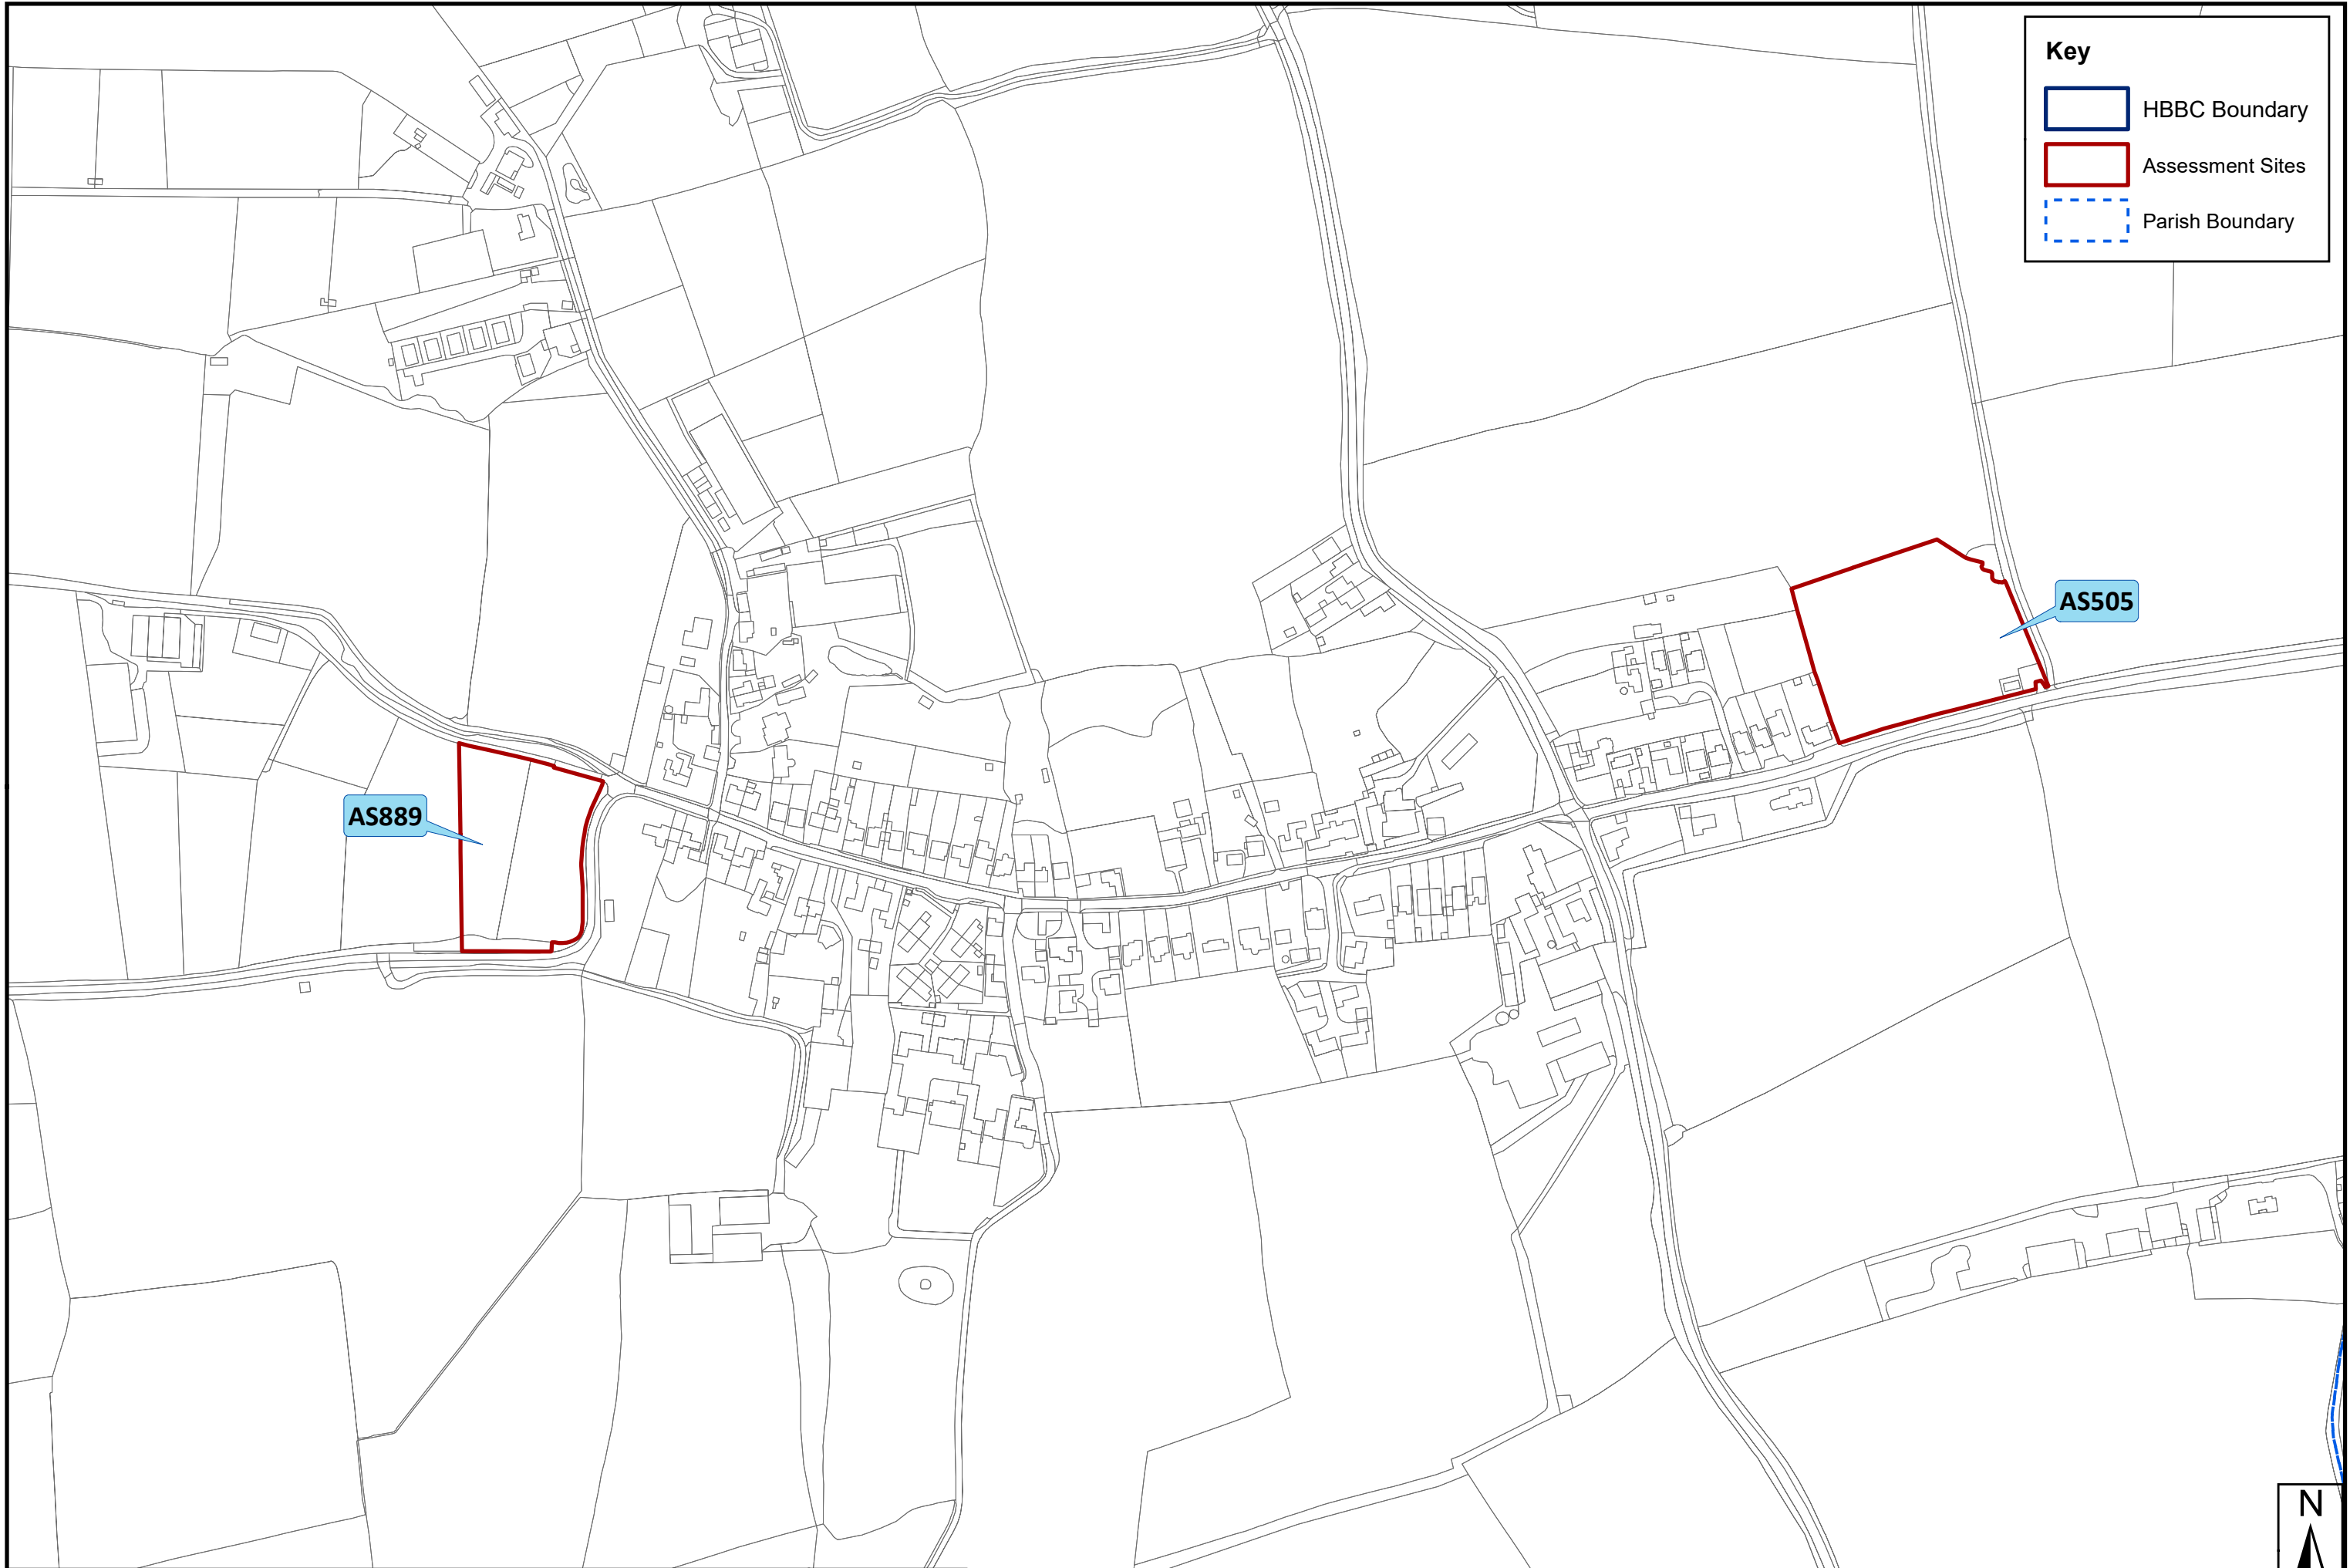 Key
HBBC Boundary
Assessment Sites
Parish Boundary
AS505
AS889
N